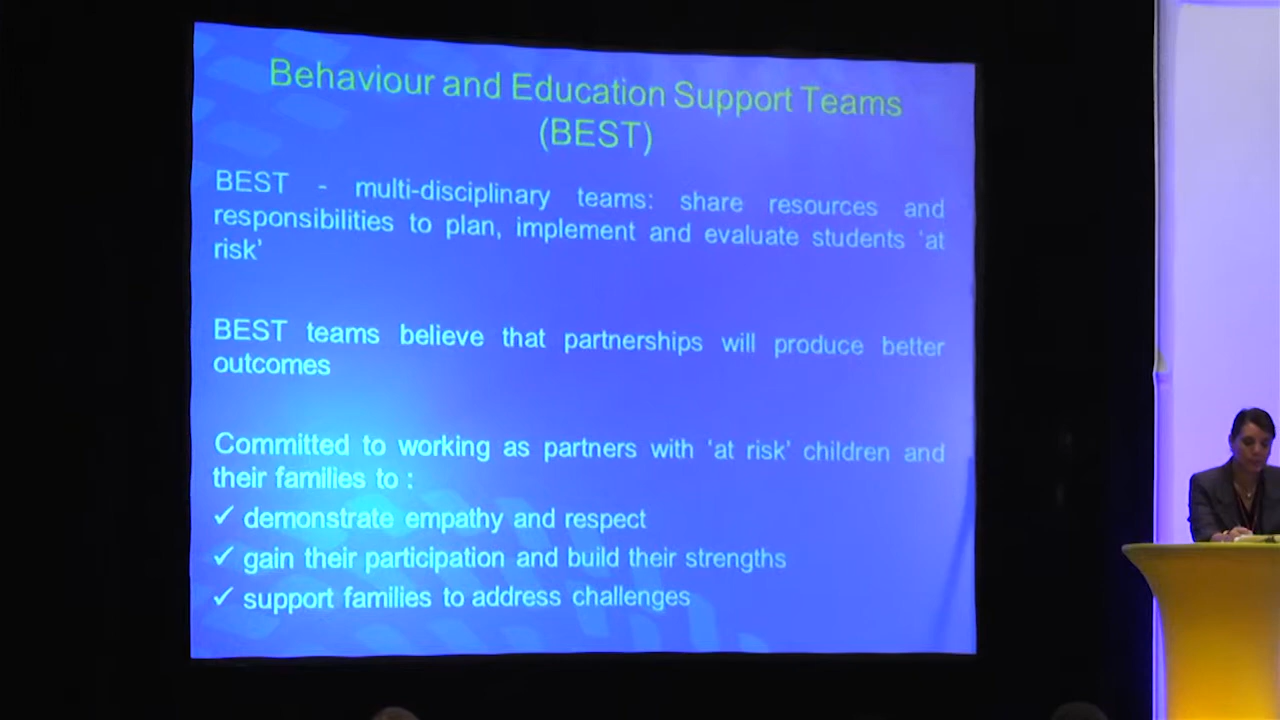 Behaviour and Education Support Teams
(BEST)
BEST - multi-disciplinary teams: share resources and
responsibilities to plan, implement and evaluate students ‘at
risk’
BEST teams believe that partnerships will produce better
outcomes
Committed to working as partners with ‘at risk’ children and
their families to :
✓ demonstrate empathy and respect
✓ gain their participation and build their strengths
✓ support families to address challenges